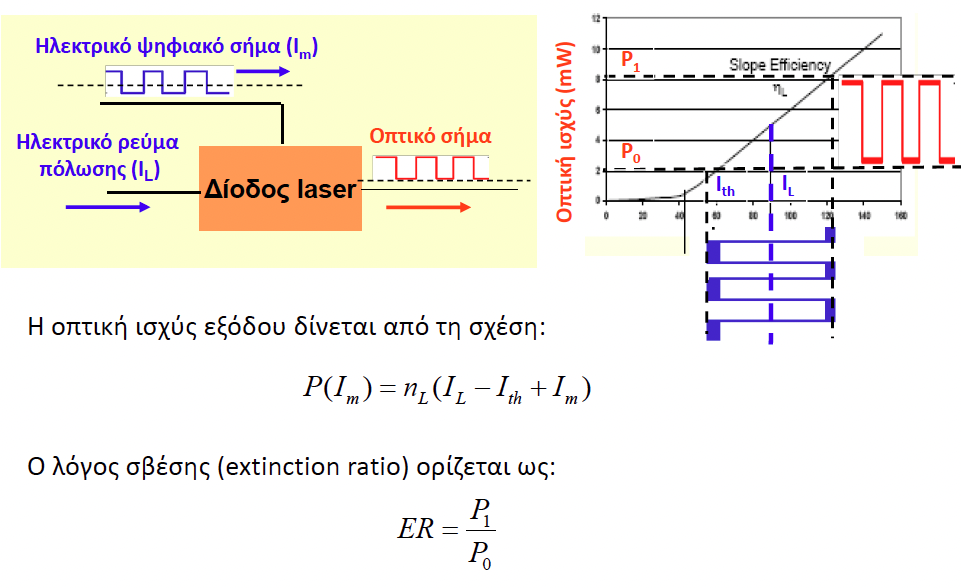 Ηλεκτρικό ψηφιακό σήμα (Im)
Ηλεκτρικό ρεύμα
πόλωσης (IL)
Οπτικό σήμα
Δίοδος laser
Οπτική ισχύς (mW)
12
10
8
6
4
2
0
P1
P0
Slope Efficiency
ηL
Ith
IL
0 20 40 60 80 100 120 140 160
Η οπτική ισχύς εξόδου δίνεται από τη σχέση:
P(Im) = nL(IL − Ith + Im)
Ο λόγος σβέσης (extinction ratio) ορίζεται ως:
ER = P1 / P0